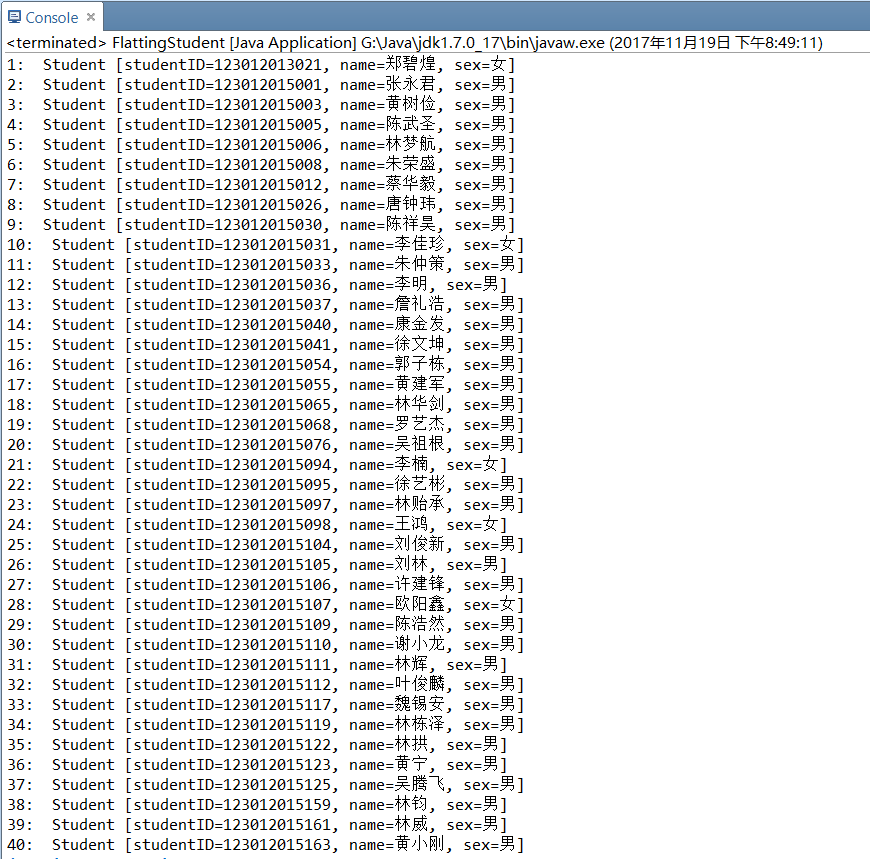 Console
<terminated> FlattingStudent [Java Application] G:\Java\jdk1.7.0_17\bin\javaw.exe (2017年11月19日 下午8:49:11)
1:  Student [studentID=123012013021, name=郑碧煌, sex=女]
2:  Student [studentID=123012015001, name=张永君, sex=男]
3:  Student [studentID=123012015003, name=黄树俭, sex=男]
4:  Student [studentID=123012015005, name=陈武圣, sex=男]
5:  Student [studentID=123012015006, name=林梦航, sex=男]
6:  Student [studentID=123012015008, name=朱荣盛, sex=男]
7:  Student [studentID=123012015012, name=蔡华毅, sex=男]
8:  Student [studentID=123012015026, name=唐钟玮, sex=男]
9:  Student [studentID=123012015030, name=陈祥昊, sex=男]
10:  Student [studentID=123012015031, name=李佳珍, sex=女]
11:  Student [studentID=123012015033, name=朱仲策, sex=男]
12:  Student [studentID=123012015036, name=李明, sex=男]
13:  Student [studentID=123012015037, name=詹礼浩, sex=男]
14:  Student [studentID=123012015040, name=康金发, sex=男]
15:  Student [studentID=123012015041, name=徐文坤, sex=男]
16:  Student [studentID=123012015054, name=郭子栋, sex=男]
17:  Student [studentID=123012015055, name=黄建军, sex=男]
18:  Student [studentID=123012015065, name=林华剑, sex=男]
19:  Student [studentID=123012015068, name=罗艺杰, sex=男]
20:  Student [studentID=123012015076, name=吴祖根, sex=男]
21:  Student [studentID=123012015094, name=李楠, sex=女]
22:  Student [studentID=123012015095, name=徐艺彬, sex=男]
23:  Student [studentID=123012015097, name=林贻承, sex=男]
24:  Student [studentID=123012015098, name=王鸿, sex=女]
25:  Student [studentID=123012015104, name=刘俊新, sex=男]
26:  Student [studentID=123012015105, name=刘林, sex=男]
27:  Student [studentID=123012015106, name=许建锋, sex=男]
28:  Student [studentID=123012015107, name=欧阳鑫, sex=女]
29:  Student [studentID=123012015109, name=陈浩然, sex=男]
30:  Student [studentID=123012015110, name=谢小龙, sex=男]
31:  Student [studentID=123012015111, name=林辉, sex=男]
32:  Student [studentID=123012015112, name=叶俊麟, sex=男]
33:  Student [studentID=123012015117, name=魏锡安, sex=男]
34:  Student [studentID=123012015119, name=林栋泽, sex=男]
35:  Student [studentID=123012015122, name=林拱, sex=男]
36:  Student [studentID=123012015123, name=黄宁, sex=男]
37:  Student [studentID=123012015125, name=吴腾飞, sex=男]
38:  Student [studentID=123012015159, name=林钧, sex=男]
39:  Student [studentID=123012015161, name=林威, sex=男]
40:  Student [studentID=123012015163, name=黄小刚, sex=男]